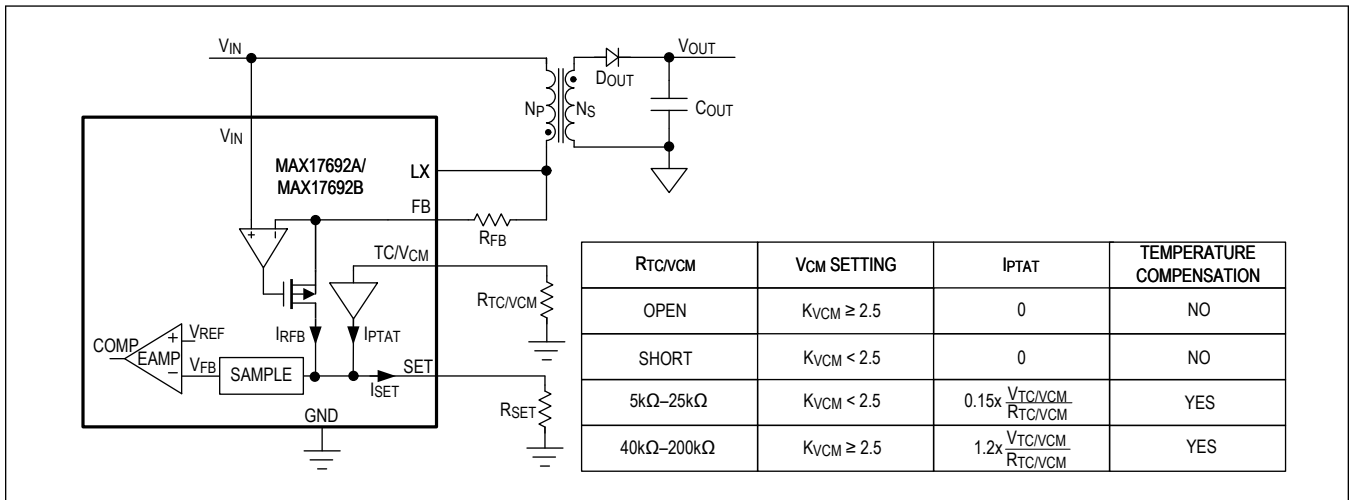 VIN
VOUT
DOUT
NP
NS
COUT
VIN
MAX17692A/
MAX17692B
LX
FB
RFB
TC/VCM
RTC/VCM
IRFB
IPTAT
COMP
EAMP
VREF
VFB
SAMPLE
SET
ISET
RSET
GND
+
−
+
−
RTC/VCM VCM SETTING IPTAT TEMPERATURE
COMPENSATION
OPEN KVCM ≥ 2.5 0 NO
SHORT KVCM < 2.5 0 NO
5kΩ–25kΩ KVCM < 2.5 0.15x VTC/VCM
RTC/VCM YES
40kΩ–200kΩ KVCM ≥ 2.5 1.2x VTC/VCM
RTC/VCM YES